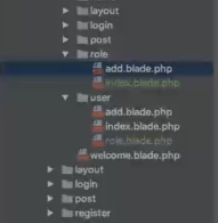 layout
login
post
role
add.blade.php
index.blade.php
user
add.blade.php
index.blade.php
role.blade.php
welcome.blade.php
layout
login
post
register